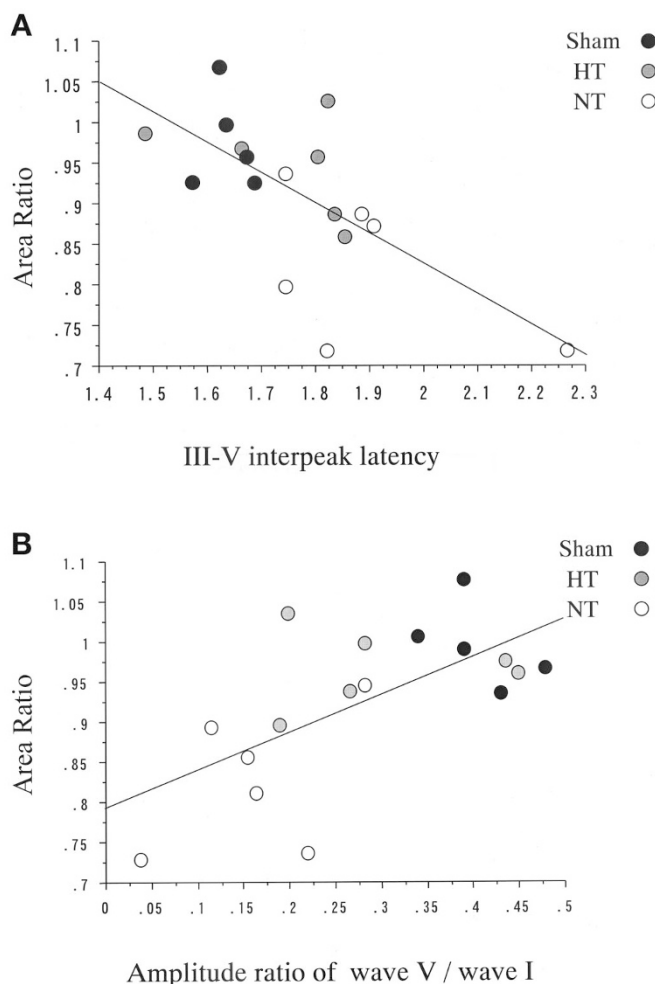 A
Sham
HT
NT
1.1
1.05
1
.95
.9
.85
.8
.75
.7
Area Ratio
1.4 1.5 1.6 1.7 1.8 1.9 2 2.1 2.2 2.3
III-V interpeak latency
B
Sham
HT
NT
1.1
1.05
1
.95
.9
.85
.8
.75
.7
Area Ratio
0 .05 .15 .2 .25 .3 .35 .4 .45 .5
Amplitude ratio of wave V / wave I